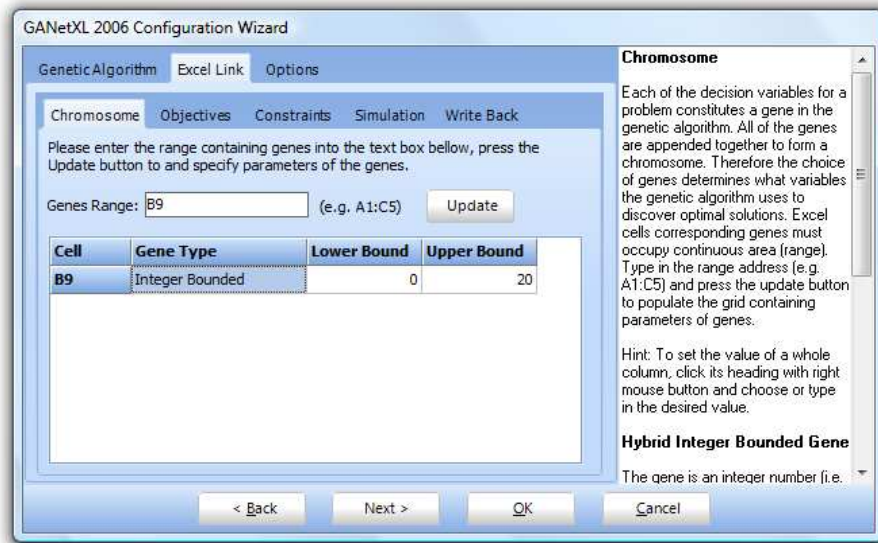 GANetXL 2006 Configuration Wizard
Genetic Algorithm Excel Link Options
Chromosome Objectives Constraints Simulation Write Back
Please enter the range containing genes into the text box bellow, press the
Update button to and specify parameters of the genes.
Genes Range: B9 (e.g. A1:C5) Update
Cell Gene Type Lower Bound Upper Bound
B9 Integer Bounded 0 20
Chromosome
Each of the decision variables for a
problem constitutes a gene in the
genetic algorithm. All of the genes
are appended together to form a
chromosome. Therefore the choice
of genes determines what variables
the genetic algorithm uses to
discover optimal solutions. Excel
cells corresponding genes must
occupy continuous area (range).
Type in the range address (e.g.
A1:C5) and press the update button
to populate the grid containing
parameters of genes.
Hint: To set the value of a whole
column, click its heading with right
mouse button and choose or type
in the desired value.
Hybrid Integer Bounded Gene
The gene is an integer number (i.e.
< Back Next > OK Cancel